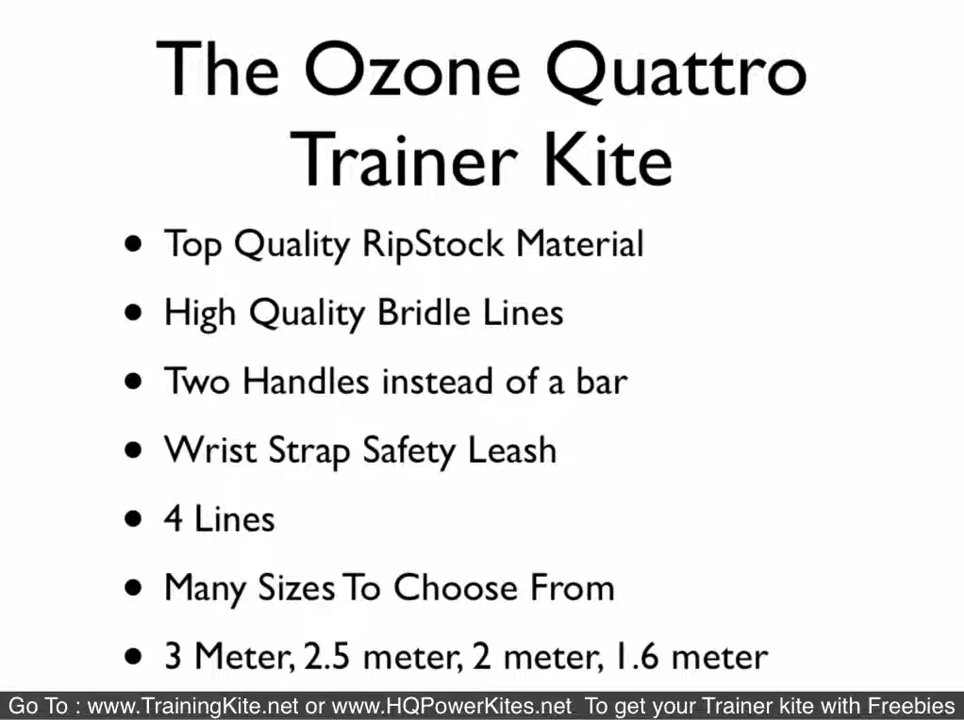 The Ozone Quattro
Trainer Kite
• Top Quality RipStock Material
• High Quality Bridle Lines
• Two Handles instead of a bar
• Wrist Strap Safety Leash
• 4 Lines
• Many Sizes To Choose From
• 3 Meter, 2.5 meter, 2 meter, 1.6 meter
Go To : www.TrainingKite.net or www.HQPowerKites.net To get your Trainer kite with Freebies